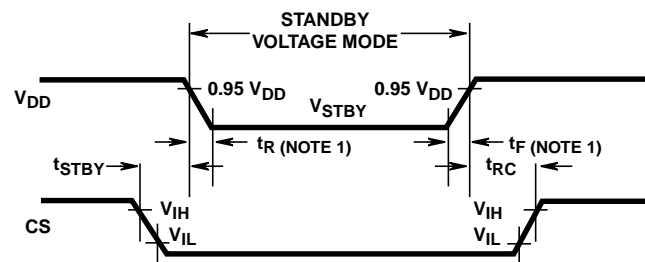 STANDBY
VOLTAGE MODE
VDD
0.95 VDD
VSTBY
0.95 VDD
tR (NOTE 1)
tF (NOTE 1)
tSTBY
tRC
CS
VIH
VIL
VIH
VIL